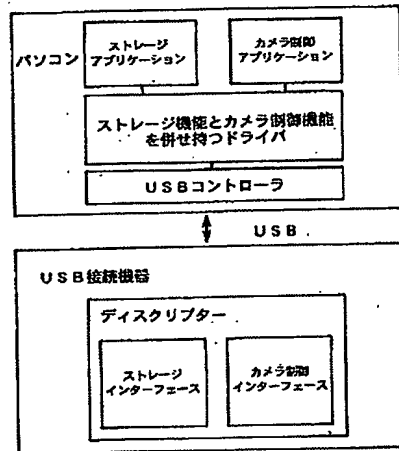 パソコン
ストレージ
アプリケーション
カメラ制御
アプリケーション
ストレージ機能とカメラ制御機能
を併せ持つドライバ
USBコントローラ
USB
USB接続機器
ディスクリプター
ストレージ
インターフェース
カメラ制御
インターフェース